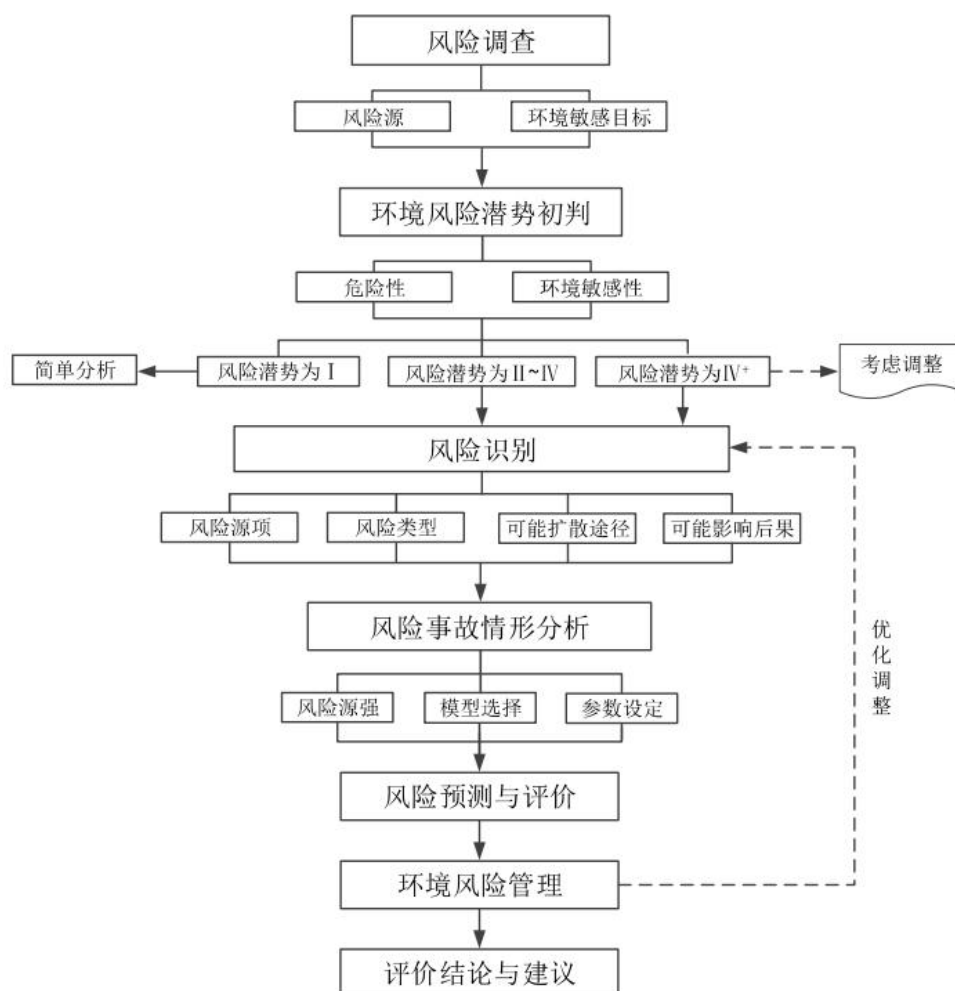 风险调查
风险源
环境敏感目标
环境风险潜势初判
危险性
环境敏感性
简单分析
风险潜势为Ⅰ
风险潜势为Ⅱ~Ⅳ
风险潜势为Ⅳ⁺
考虑调整
风险识别
风险源项
风险类型
可能扩散途径
可能影响后果
风险事故情形分析
优化调整
风险源强
模型选择
参数设定
风险预测与评价
环境风险管理
评价结论与建议